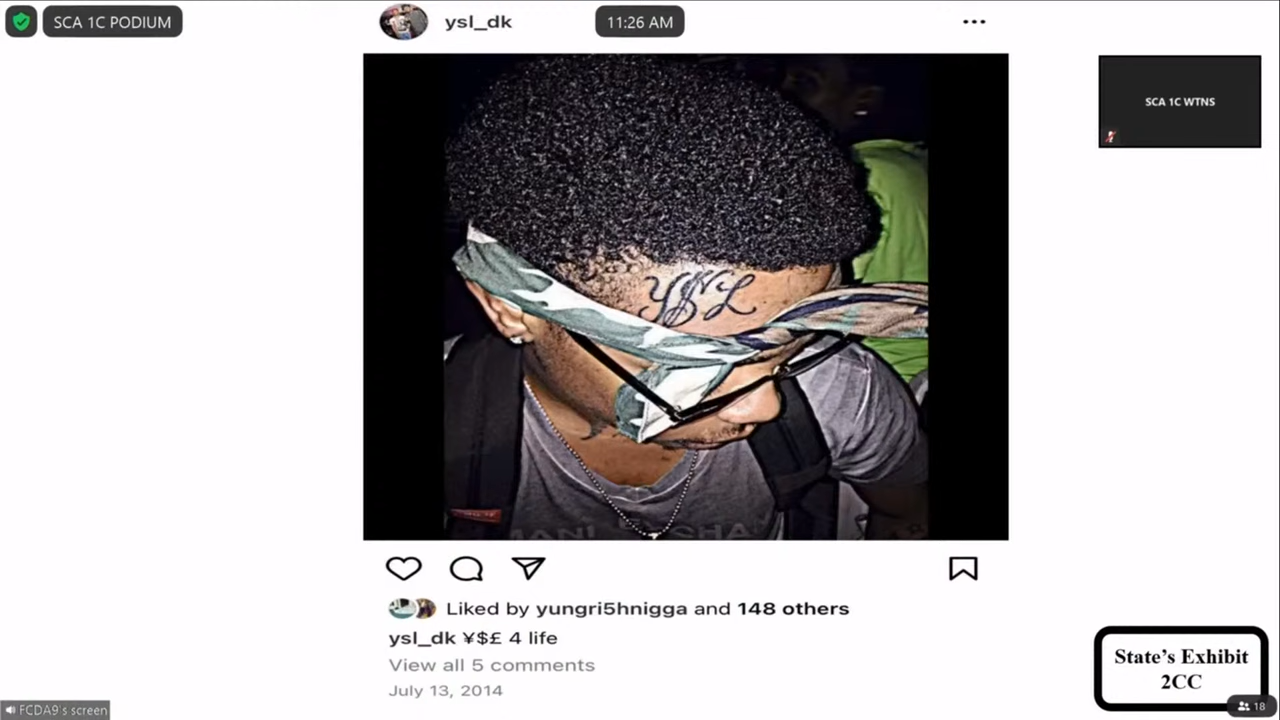 SCA 1C PODIUM
ysl_dk
11:26 AM
SCA 1C WTNS
YSL
Liked by yungri5hnigga and 148 others
ysl_dk ¥$£ 4 life
View all 5 comments
July 13, 2014
State's Exhibit
2CC
FCDA9's screen
18